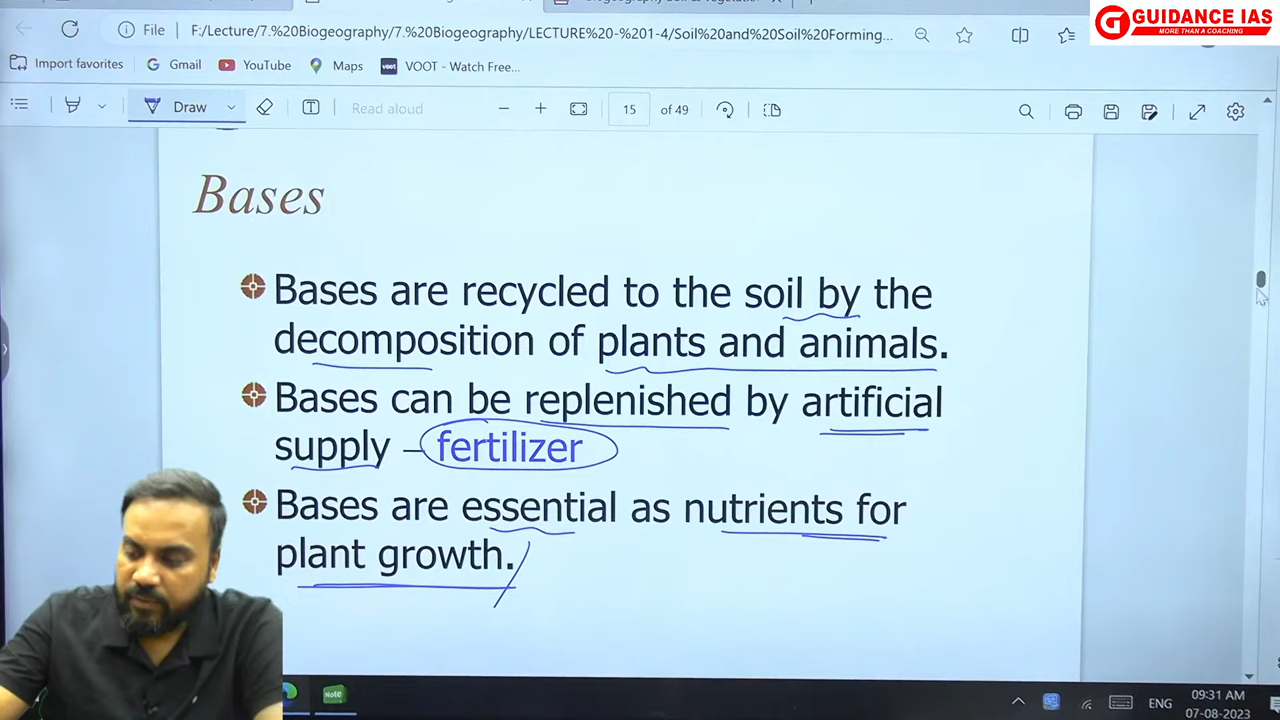 GUIDANCE IAS
MORE THAN A COACHING
File F:/Lecture/7.%20Biogeography/7.%20Biogeography/LECTURE%20-%201-4/Soil%20and%20Soil%20Forming...
Import favorites Gmail YouTube Maps voot VOOT - Watch Free...
Draw Read aloud 15 of 49
Bases
Bases are recycled to the soil by the
decomposition of plants and animals.
Bases can be replenished by artificial
supply – fertilizer
Bases are essential as nutrients for
plant growth.
Note
ENG
09:31 AM
07-08-2023